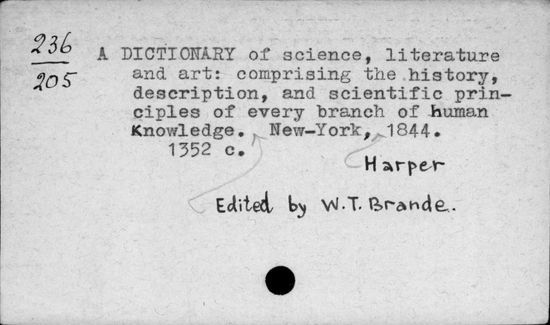 236
205
A DICTIONARY of science, literature
and art: comprising the history,
description, and scientific prin-
ciples of every branch of human
Knowledge. New-York, 1844.
1352 c.
Harper
Edited by W.T. Brande.